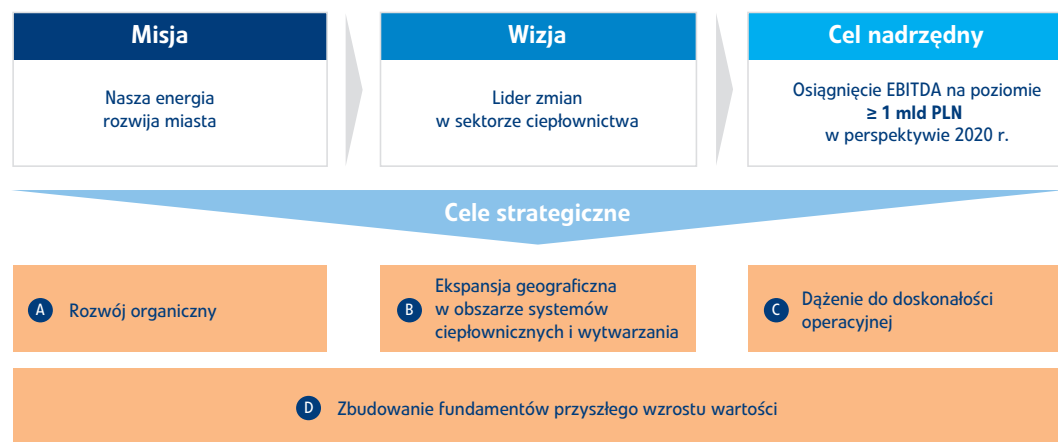 Misja
Nasza energia
rozwija miasta
Wizja
Lider zmian
w sektorze ciepłownictwa
Cel nadrzędny
Osiągnięcie EBITDA na poziomie
≥ 1 mld PLN
w perspektywie 2020 r.
Cele strategiczne
A Rozwój organiczny
B Ekspansja geograficzna
w obszarze systemów
ciepłowniczych i wytwarzania
C Dążenie do doskonałości
operacyjnej
D Zbudowanie fundamentów przyszłego wzrostu wartości